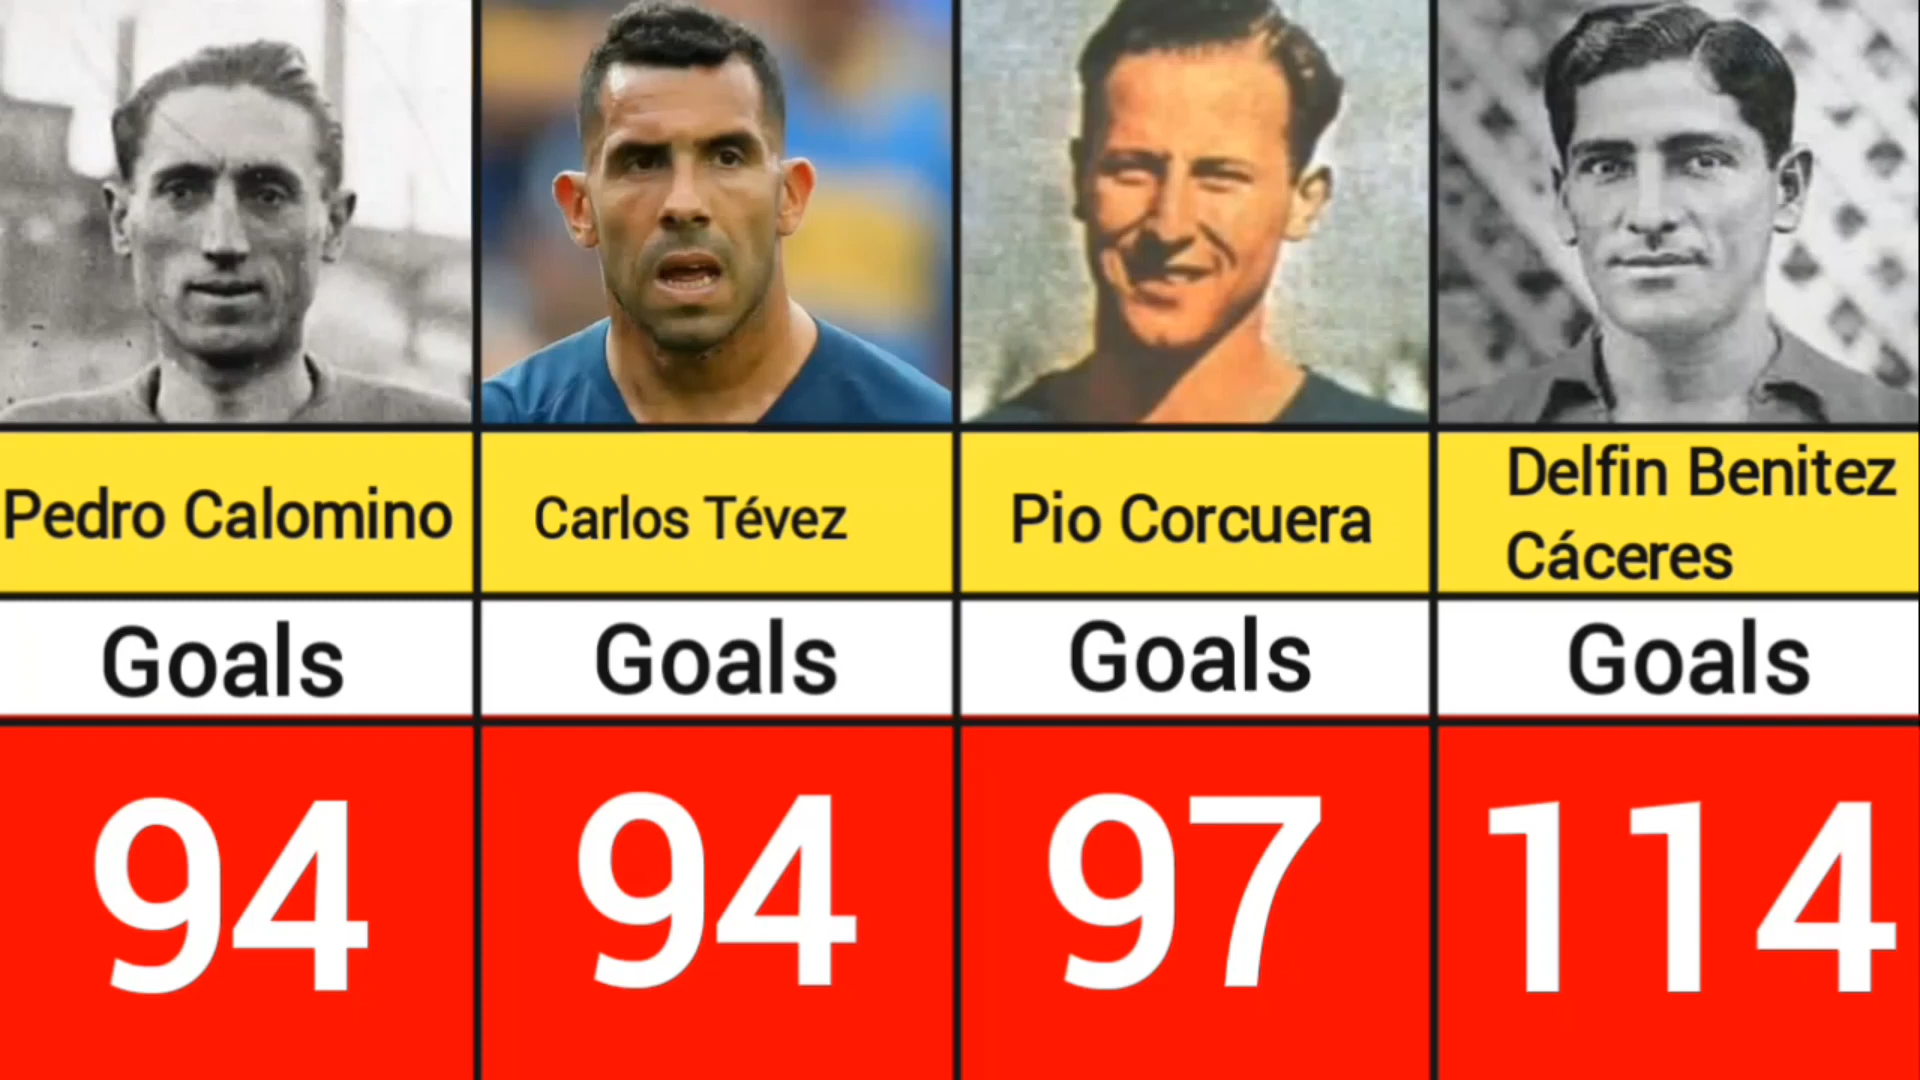 Pedro Calomino
Carlos Tévez
Pio Corcuera
Delfin Benitez
Cáceres
Goals
Goals
Goals
Goals
94
94
97
114